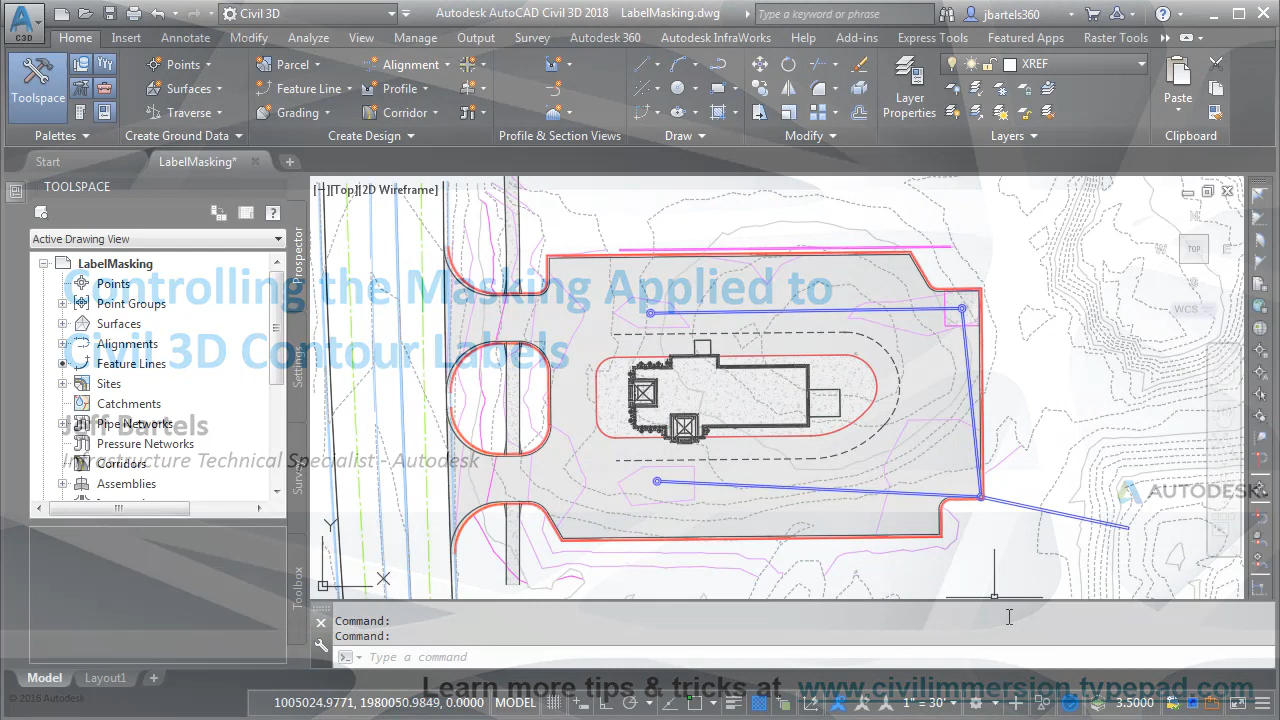 Civil 3D
Autodesk AutoCAD Civil 3D 2018 LabelMasking.dwg
Type a keyword or phrase
jbartels360
C3D
Home Insert Annotate Modify Analyze View Manage Output Survey Autodesk 360 Autodesk InfraWorks Help Add-ins Express Tools Featured Apps Raster Tools
Toolspace
Points
Surfaces
Traverse
Parcel
Feature Line
Grading
Alignment
Profile
Corridor
Layer
Properties
XREF
Paste
Palettes Create Ground Data Create Design Profile & Section Views Draw Modify Layers Clipboard
Start LabelMasking*
TOOLSPACE
Active Drawing View
LabelMasking
Points
Point Groups
Surfaces
Alignments
Feature Lines
Sites
Catchments
Pipe Networks
Pressure Networks
Corridors
Assemblies
Prospector
Settings
Toolbox
[−][Top][2D Wireframe]
N
W
TOP
WCS
Controlling the Masking Applied to
Civil 3D Contour Labels
Jeff Bartels
Infrastructure Technical Specialist - Autodesk
AUTODESK
Y
X
Command:
Command:
Type a command
Model Layout1
Learn more tips & tricks at www.civilimmersion.typepad.com
© 2016 Autodesk
1005024.9771, 1980050.9849, 0.0000 MODEL
1" = 30'
3.5000